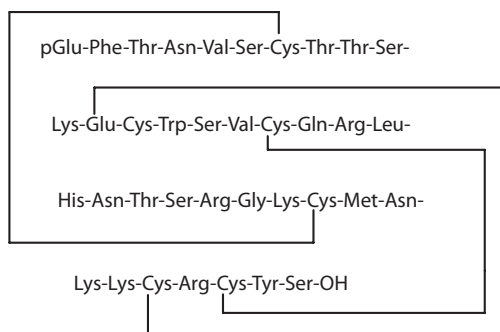 pGlu-Phe-Thr-Asn-Val-Ser-Cys-Thr-Thr-Ser-
Lys-Glu-Cys-Trp-Ser-Val-Cys-Gln-Arg-Leu-
His-Asn-Thr-Ser-Arg-Gly-Lys-Cys-Met-Asn-
Lys-Lys-Cys-Arg-Cys-Tyr-Ser-OH